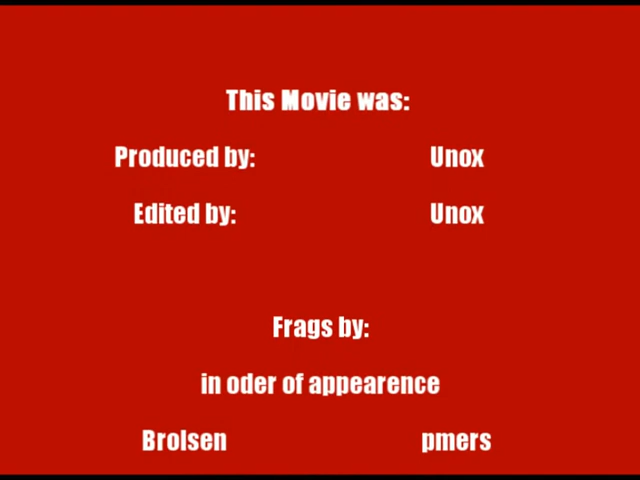 This Movie was:
Produced by: Unox
Edited by: Unox
Frags by:
in oder of appearence
Brolsen pmers